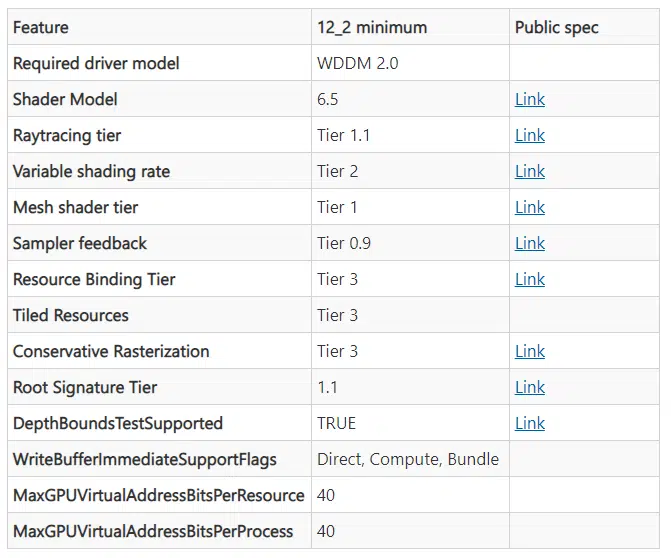 Feature 12_2 minimum Public spec
Required driver model WDDM 2.0
Shader Model 6.5 Link
Raytracing tier Tier 1.1 Link
Variable shading rate Tier 2 Link
Mesh shader tier Tier 1 Link
Sampler feedback Tier 0.9 Link
Resource Binding Tier Tier 3 Link
Tiled Resources Tier 3
Conservative Rasterization Tier 3 Link
Root Signature Tier 1.1 Link
DepthBoundsTestSupported TRUE Link
WriteBufferImmediateSupportFlags Direct, Compute, Bundle
MaxGPUVirtualAddressBitsPerResource 40
MaxGPUVirtualAddressBitsPerProcess 40